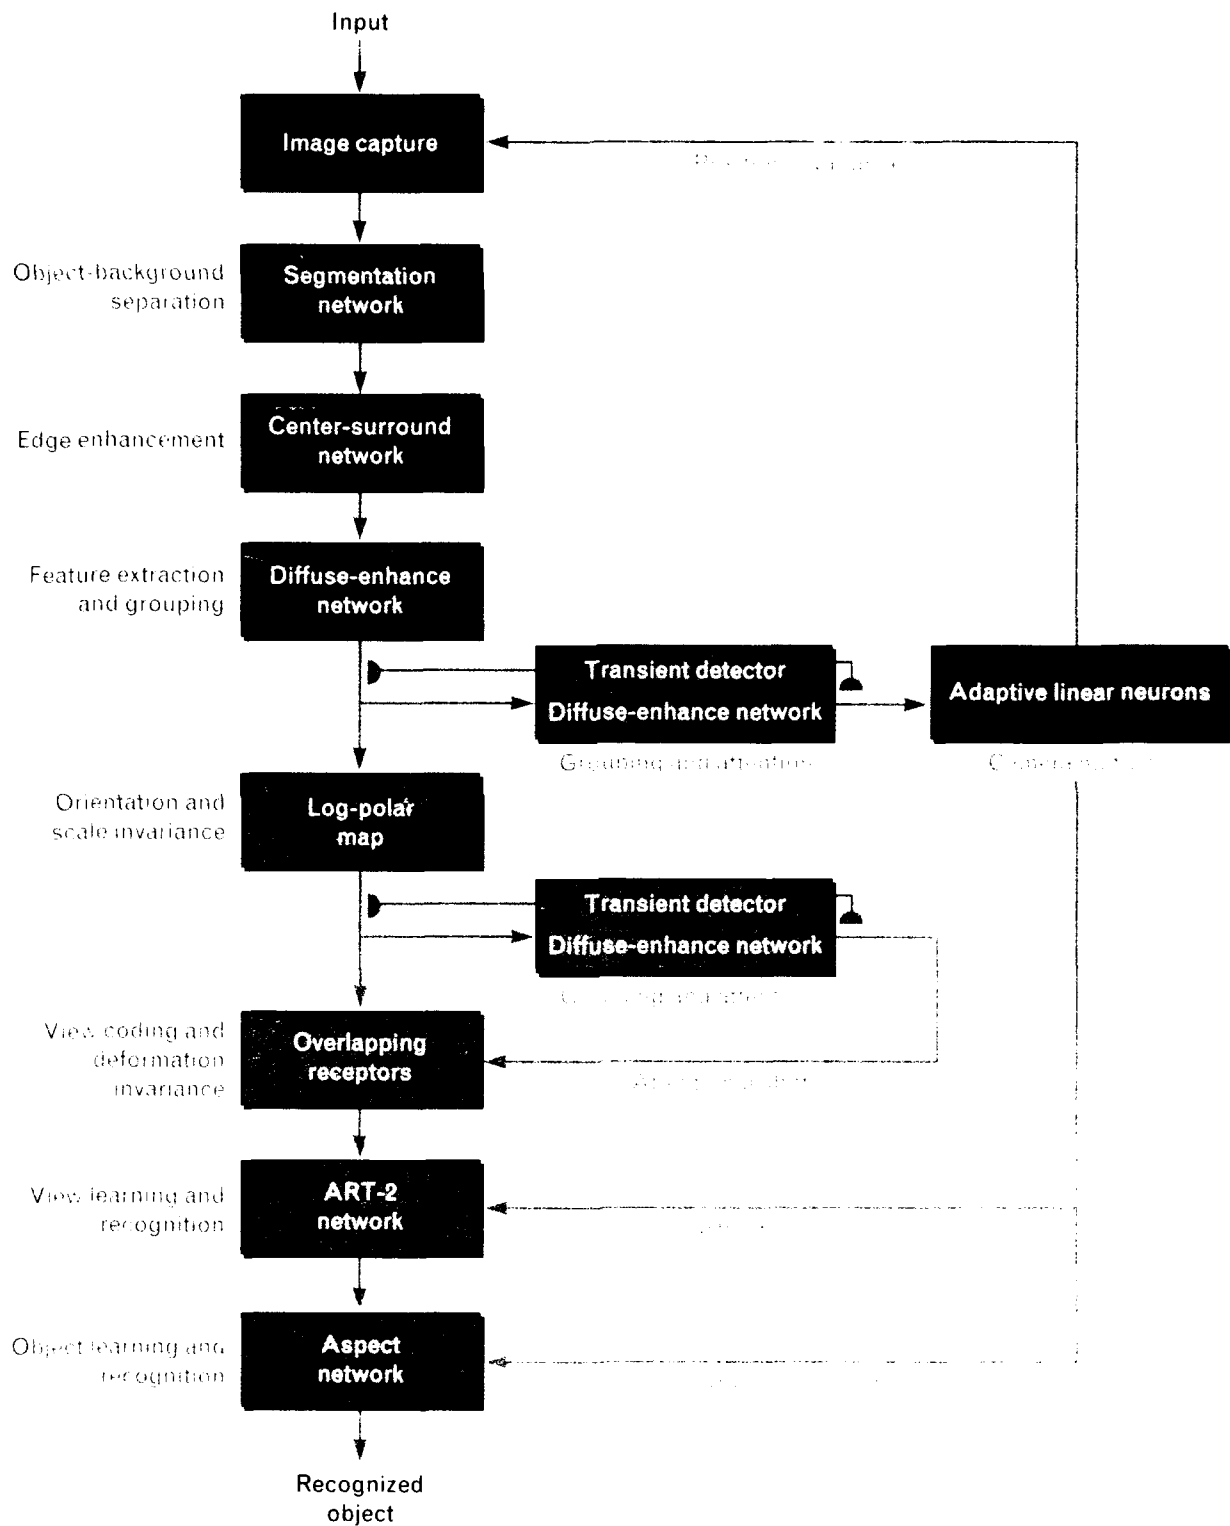 Input
Image capture
Object-background
separation
Segmentation
network
Edge enhancement
Center-surround
network
Feature extraction
and grouping
Diffuse-enhance
network
Transient detector
Diffuse-enhance network
Grouping and attention
Adaptive linear neurons
Orientation and
scale invariance
Log-polar
map
Transient detector
Diffuse-enhance network
View coding and
deformation
invariance
Overlapping
receptors
View learning and
recognition
ART-2
network
Object learning and
recognition
Aspect
network
Recognized
object